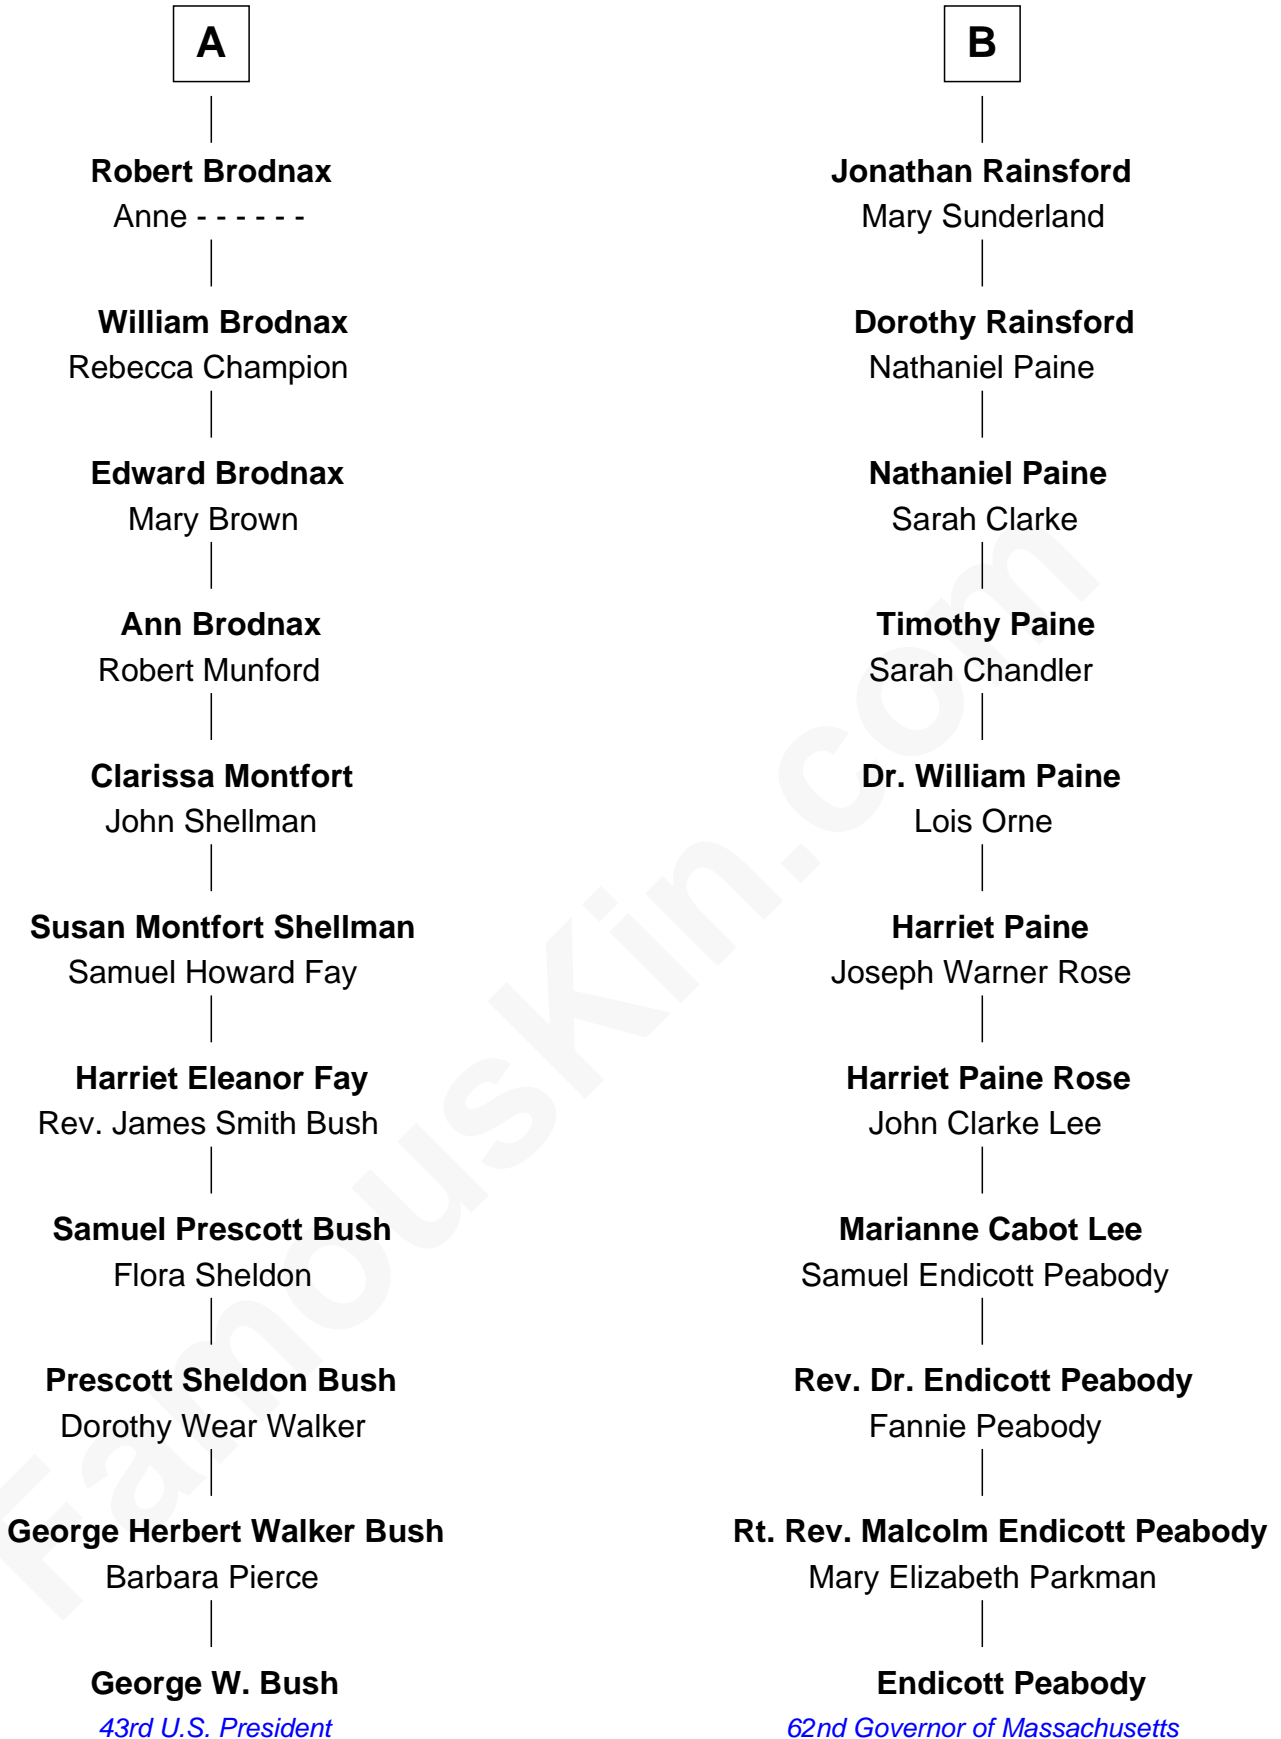 A
Robert Brodnax
Anne - - - - - -
William Brodnax
Rebecca Champion
Edward Brodnax
Mary Brown
Ann Brodnax
Robert Munford
Clarissa Montfort
John Shellman
Susan Montfort Shellman
Samuel Howard Fay
Harriet Eleanor Fay
Rev. James Smith Bush
Samuel Prescott Bush
Flora Sheldon
Prescott Sheldon Bush
Dorothy Wear Walker
George Herbert Walker Bush
Barbara Pierce
George W. Bush
43rd U.S. President
B
Jonathan Rainsford
Mary Sunderland
Dorothy Rainsford
Nathaniel Paine
Nathaniel Paine
Sarah Clarke
Timothy Paine
Sarah Chandler
Dr. William Paine
Lois Orne
Harriet Paine
Joseph Warner Rose
Harriet Paine Rose
John Clarke Lee
Marianne Cabot Lee
Samuel Endicott Peabody
Rev. Dr. Endicott Peabody
Fannie Peabody
Rt. Rev. Malcolm Endicott Peabody
Mary Elizabeth Parkman
Endicott Peabody
62nd Governor of Massachusetts
FamousKin.com